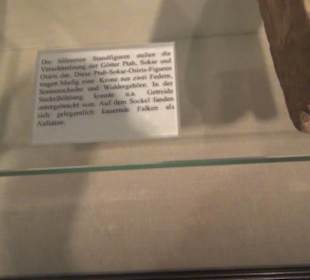 Die hölzernen Standfiguren stellen die
Verschmelzung der Götter Ptah, Sokar und
Osiris dar. Diese Ptah-Sokar-Osiris-Figuren
tragen häufig eine Krone aus zwei Federn,
Sonnenscheibe und Widdergehörn. In der
Sockelhöhlung konnte u.a. Getreide
untergebracht sein. Auf dem Sockel fanden
sich gelegentlich kauernde Falken als
Aufsätze.